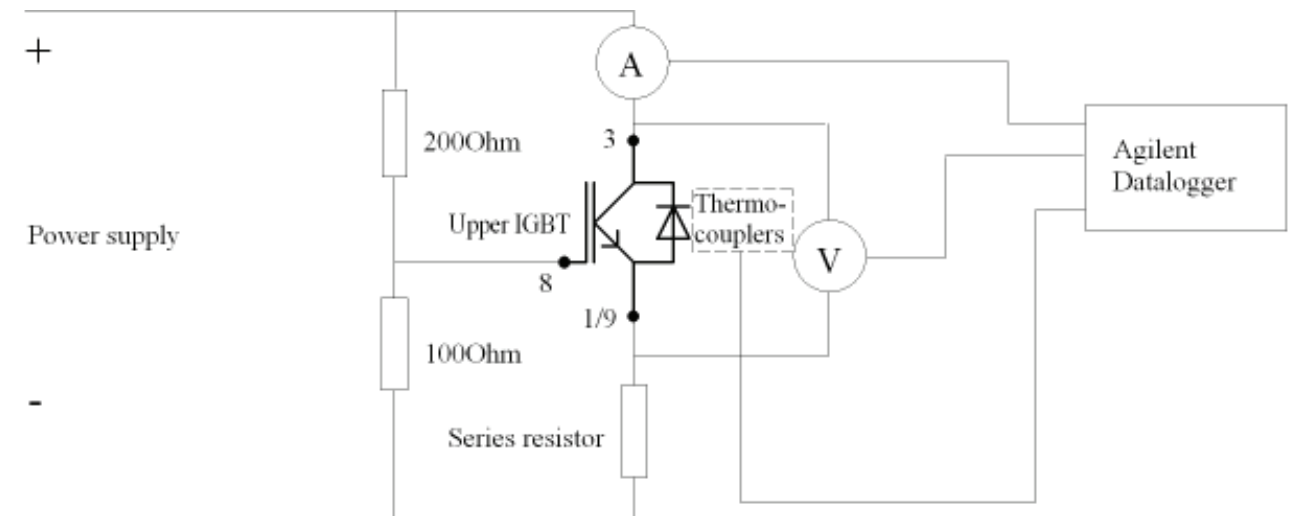 +
A
200Ohm
3
Agilent
Datalogger
Thermo-
couplers
Upper IGBT
Power supply
V
8
1/9
100Ohm
-
Series resistor